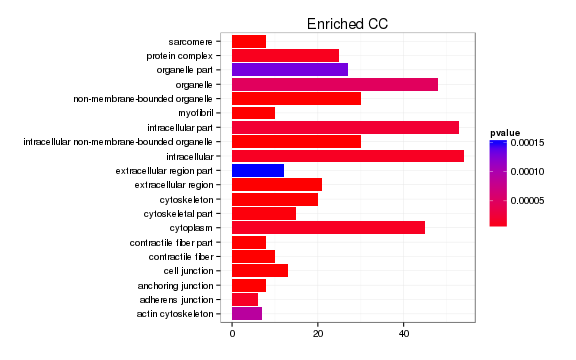 Enriched CC
sarcomere
protein complex
organelle part
organelle
non-membrane-bounded organelle
myofibril
intracellular part
intracellular non-membrane-bounded organelle
intracellular
extracellular region part
extracellular region
cytoskeleton
cytoskeletal part
cytoplasm
contractile fiber part
contractile fiber
cell junction
anchoring junction
adherens junction
actin cytoskeleton
0 20 40
pvalue
0.00015
0.00010
0.00005